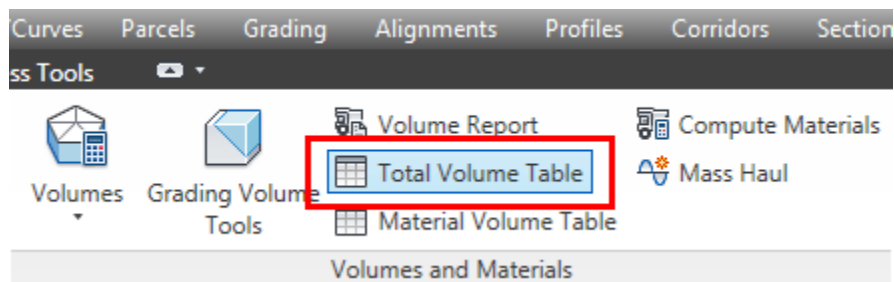 Curves Parcels Grading Alignments Profiles Corridors Section
ss Tools
Volumes
Grading Volume
Tools
Volume Report
Total Volume Table
Material Volume Table
Compute Materials
Mass Haul
Volumes and Materials